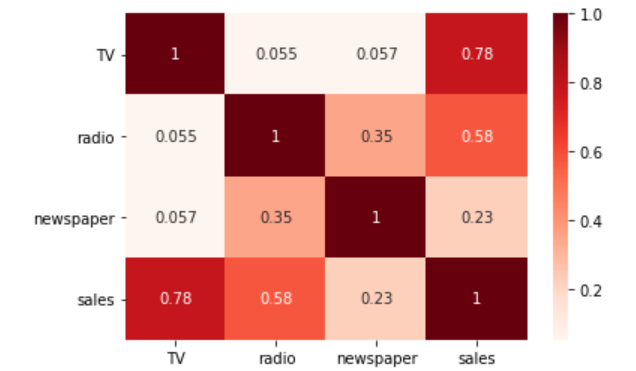 1.0
TV 1 0.055 0.057 0.78
0.8
radio 0.055 1 0.35 0.58
0.6
0.4
newspaper 0.057 0.35 1 0.23
0.2
sales 0.78 0.58 0.23 1
TV radio newspaper sales